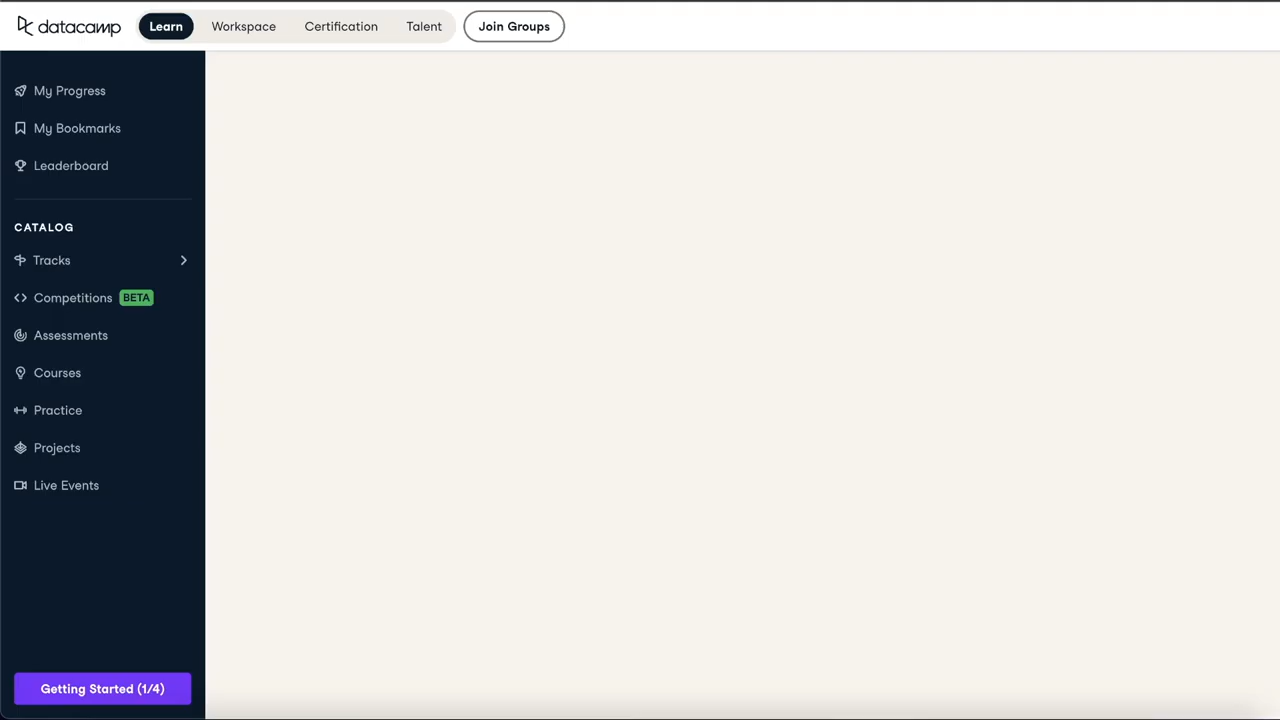 datacamp
Learn
Workspace
Certification
Talent
Join Groups
My Progress
My Bookmarks
Leaderboard
CATALOG
Tracks
Competitions BETA
Assessments
Courses
Practice
Projects
Live Events
Getting Started (1/4)